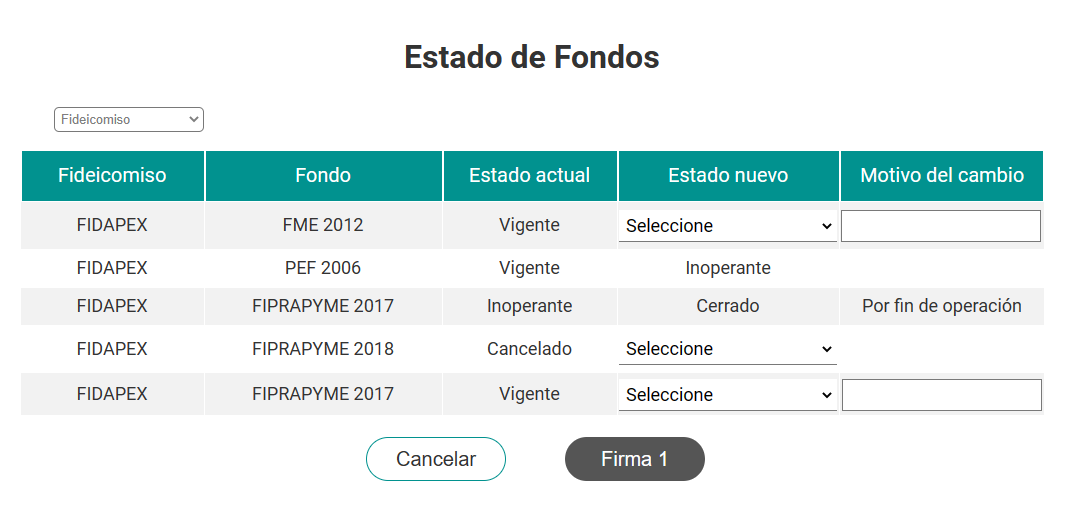 Estado de Fondos
Fideicomiso
Fideicomiso Fondo Estado actual Estado nuevo Motivo del cambio
FIDAPEX FME 2012 Vigente Seleccione
FIDAPEX PEF 2006 Vigente Inoperante
FIDAPEX FIPRAPYME 2017 Inoperante Cerrado Por fin de operación
FIDAPEX FIPRAPYME 2018 Cancelado Seleccione
FIDAPEX FIPRAPYME 2017 Vigente Seleccione
Cancelar Firma 1